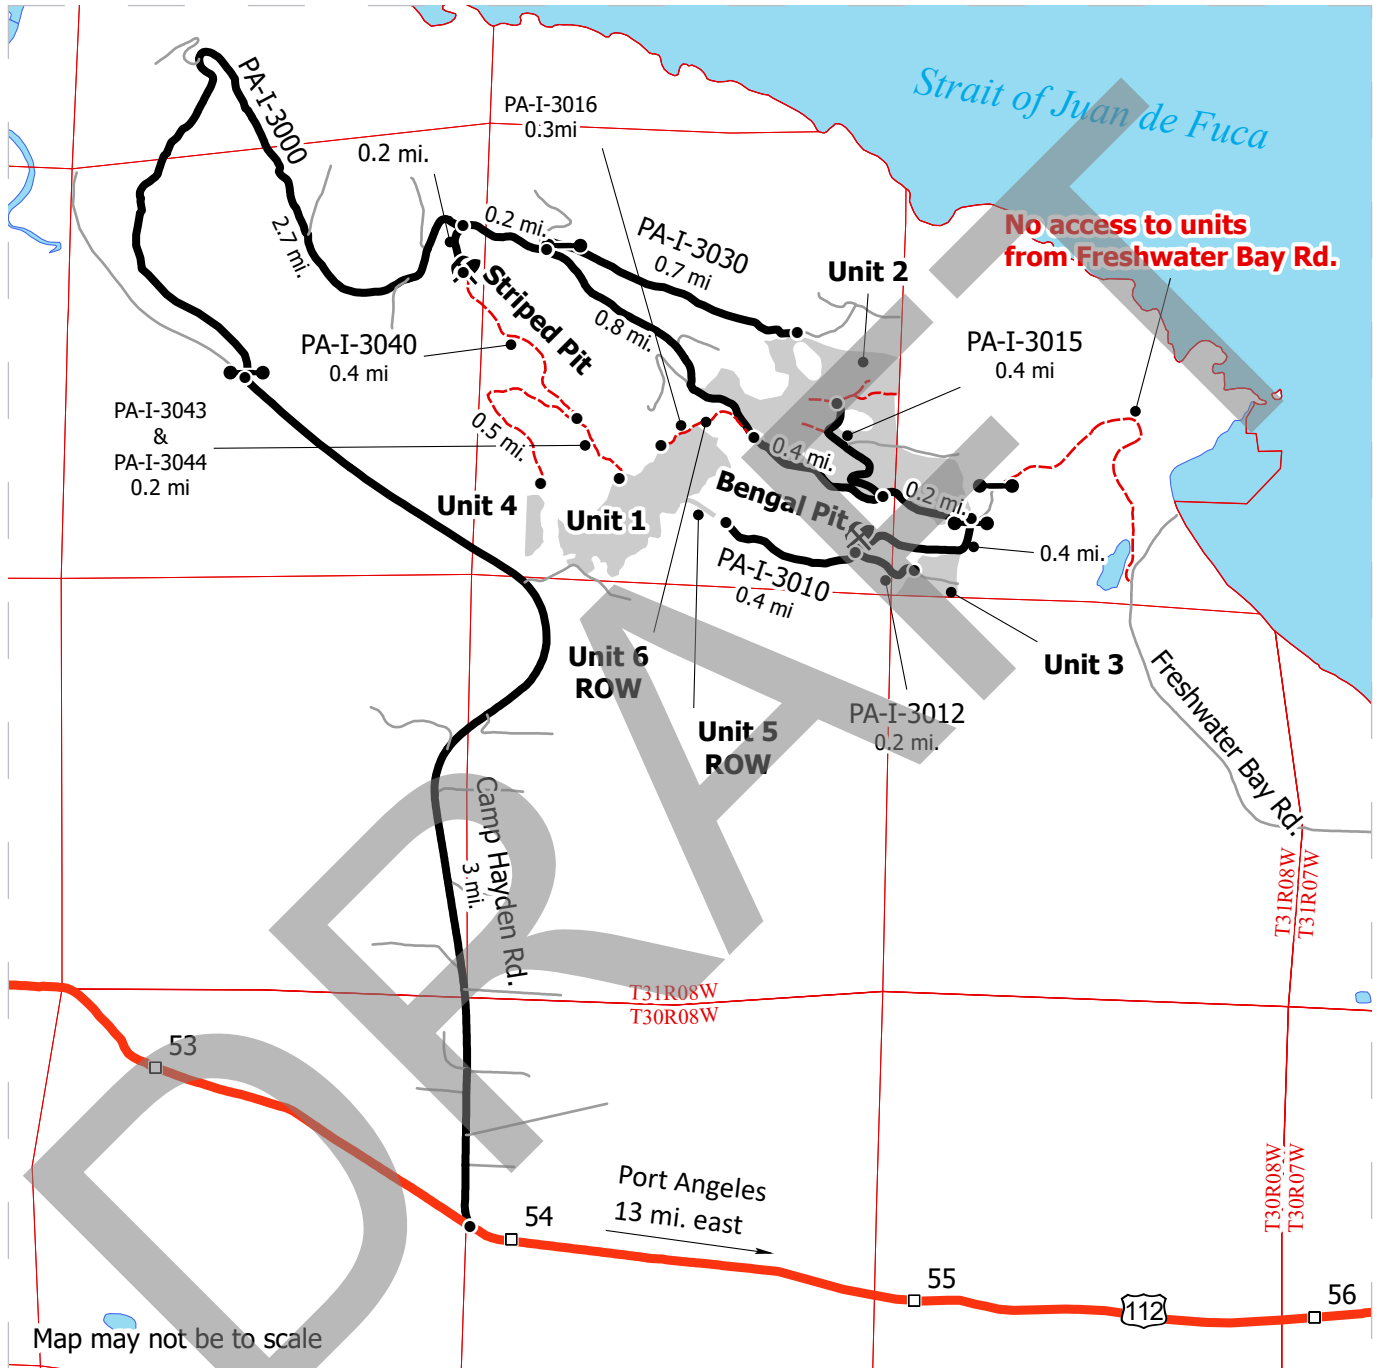 Strait of Juan de Fuca
PA-I-3000
2.7 mi.
PA-I-3016
0.3mi
0.2 mi.
0.2 mi.
PA-I-3030
0.7 mi
No access to units
from Freshwater Bay Rd.
Unit 2
Striped Pit
0.8 mi.
PA-I-3040
0.4 mi
PA-I-3015
0.4 mi
PA-I-3043
&
PA-I-3044
0.2 mi
0.5 mi.
0.4 mi.
Unit 4
Unit 1
Bengal Pit
0.2 mi.
0.4 mi.
PA-I-3010
0.4 mi
Unit 6
ROW
Unit 3
Unit 5
ROW
PA-I-3012
0.2 mi.
Freshwater Bay Rd.
Camp Hayden Rd.
3 mi.
T31R08W
T31R07W
T31R08W
T30R08W
53
Port Angeles
13 mi. east
T30R08W
T30R07W
54
55
112
56
Map may not be to scale
DRAFT